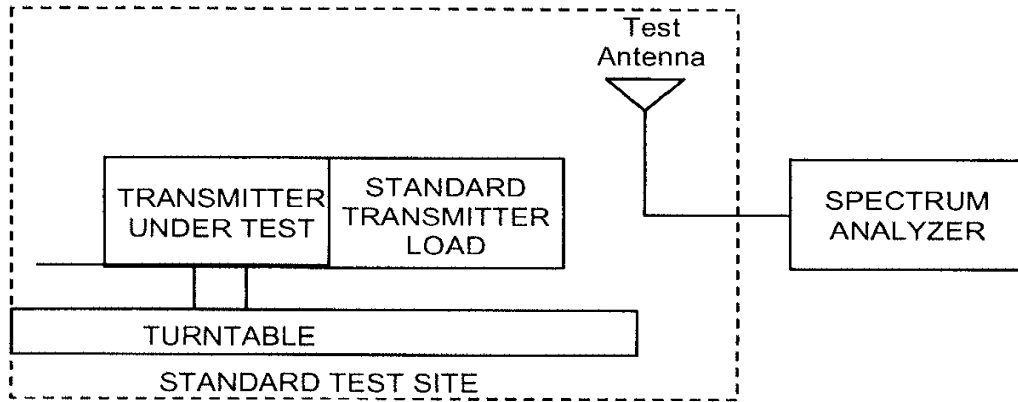 Test
Antenna
TRANSMITTER
UNDER TEST
STANDARD
TRANSMITTER
LOAD
SPECTRUM
ANALYZER
TURNTABLE
STANDARD TEST SITE